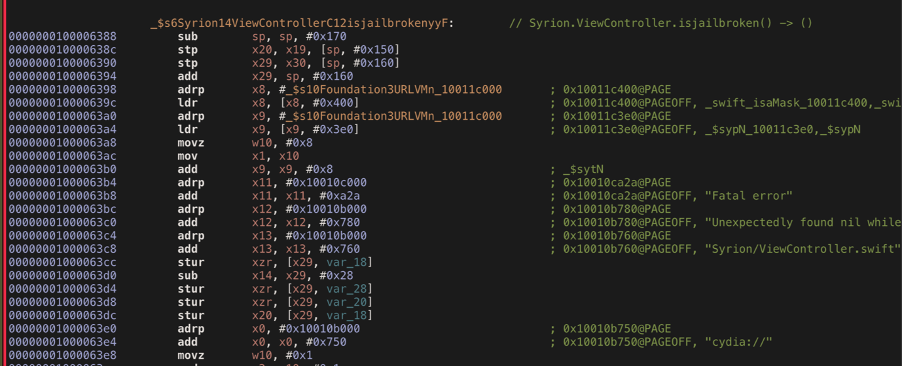 _$s6Syrion14ViewControllerC12isjailbrokenyyF: // Syrion.ViewController.isjailbroken() -> ()
0000000100006388 sub sp, sp, #0x170
000000010000638c stp x20, x19, [sp, #0x150]
0000000100006390 stp x29, x30, [sp, #0x160]
0000000100006394 add x29, sp, #0x160
0000000100006398 adrp x8, #_$s10Foundation3URLVMn_10011c000 ; 0x10011c400@PAGE
000000010000639c ldr x8, [x8, #0x400] ; 0x10011c400@PAGEOFF, _swift_isaMask_10011c400,_swi
00000001000063a0 adrp x9, #_$s10Foundation3URLVMn_10011c000 ; 0x10011c3e0@PAGE
00000001000063a4 ldr x9, [x9, #0x3e0] ; 0x10011c3e0@PAGEOFF, _$sypN_10011c3e0,_$sypN
00000001000063a8 movz w10, #0x8
00000001000063ac mov x1, x10
00000001000063b0 add x9, x9, #0x8 ; _$sytN
00000001000063b4 adrp x11, #0x10010c000 ; 0x10010ca2a@PAGE
00000001000063b8 add x11, x11, #0xa2a ; 0x10010ca2a@PAGEOFF, "Fatal error"
00000001000063bc adrp x12, #0x10010b000 ; 0x10010b780@PAGE
00000001000063c0 add x12, x12, #0x780 ; 0x10010b780@PAGEOFF, "Unexpectedly found nil while
00000001000063c4 adrp x13, #0x10010b000 ; 0x10010b760@PAGE
00000001000063c8 add x13, x13, #0x760 ; 0x10010b760@PAGEOFF, "Syrion/ViewController.swift"
00000001000063cc stur xzr, [x29, var_18]
00000001000063d0 sub x14, x29, #0x28
00000001000063d4 stur xzr, [x29, var_28]
00000001000063d8 stur xzr, [x29, var_20]
00000001000063dc stur x20, [x29, var_18]
00000001000063e0 adrp x0, #0x10010b000 ; 0x10010b750@PAGE
00000001000063e4 add x0, x0, #0x750 ; 0x10010b750@PAGEOFF, "cydia://"
00000001000063e8 movz w10, #0x1